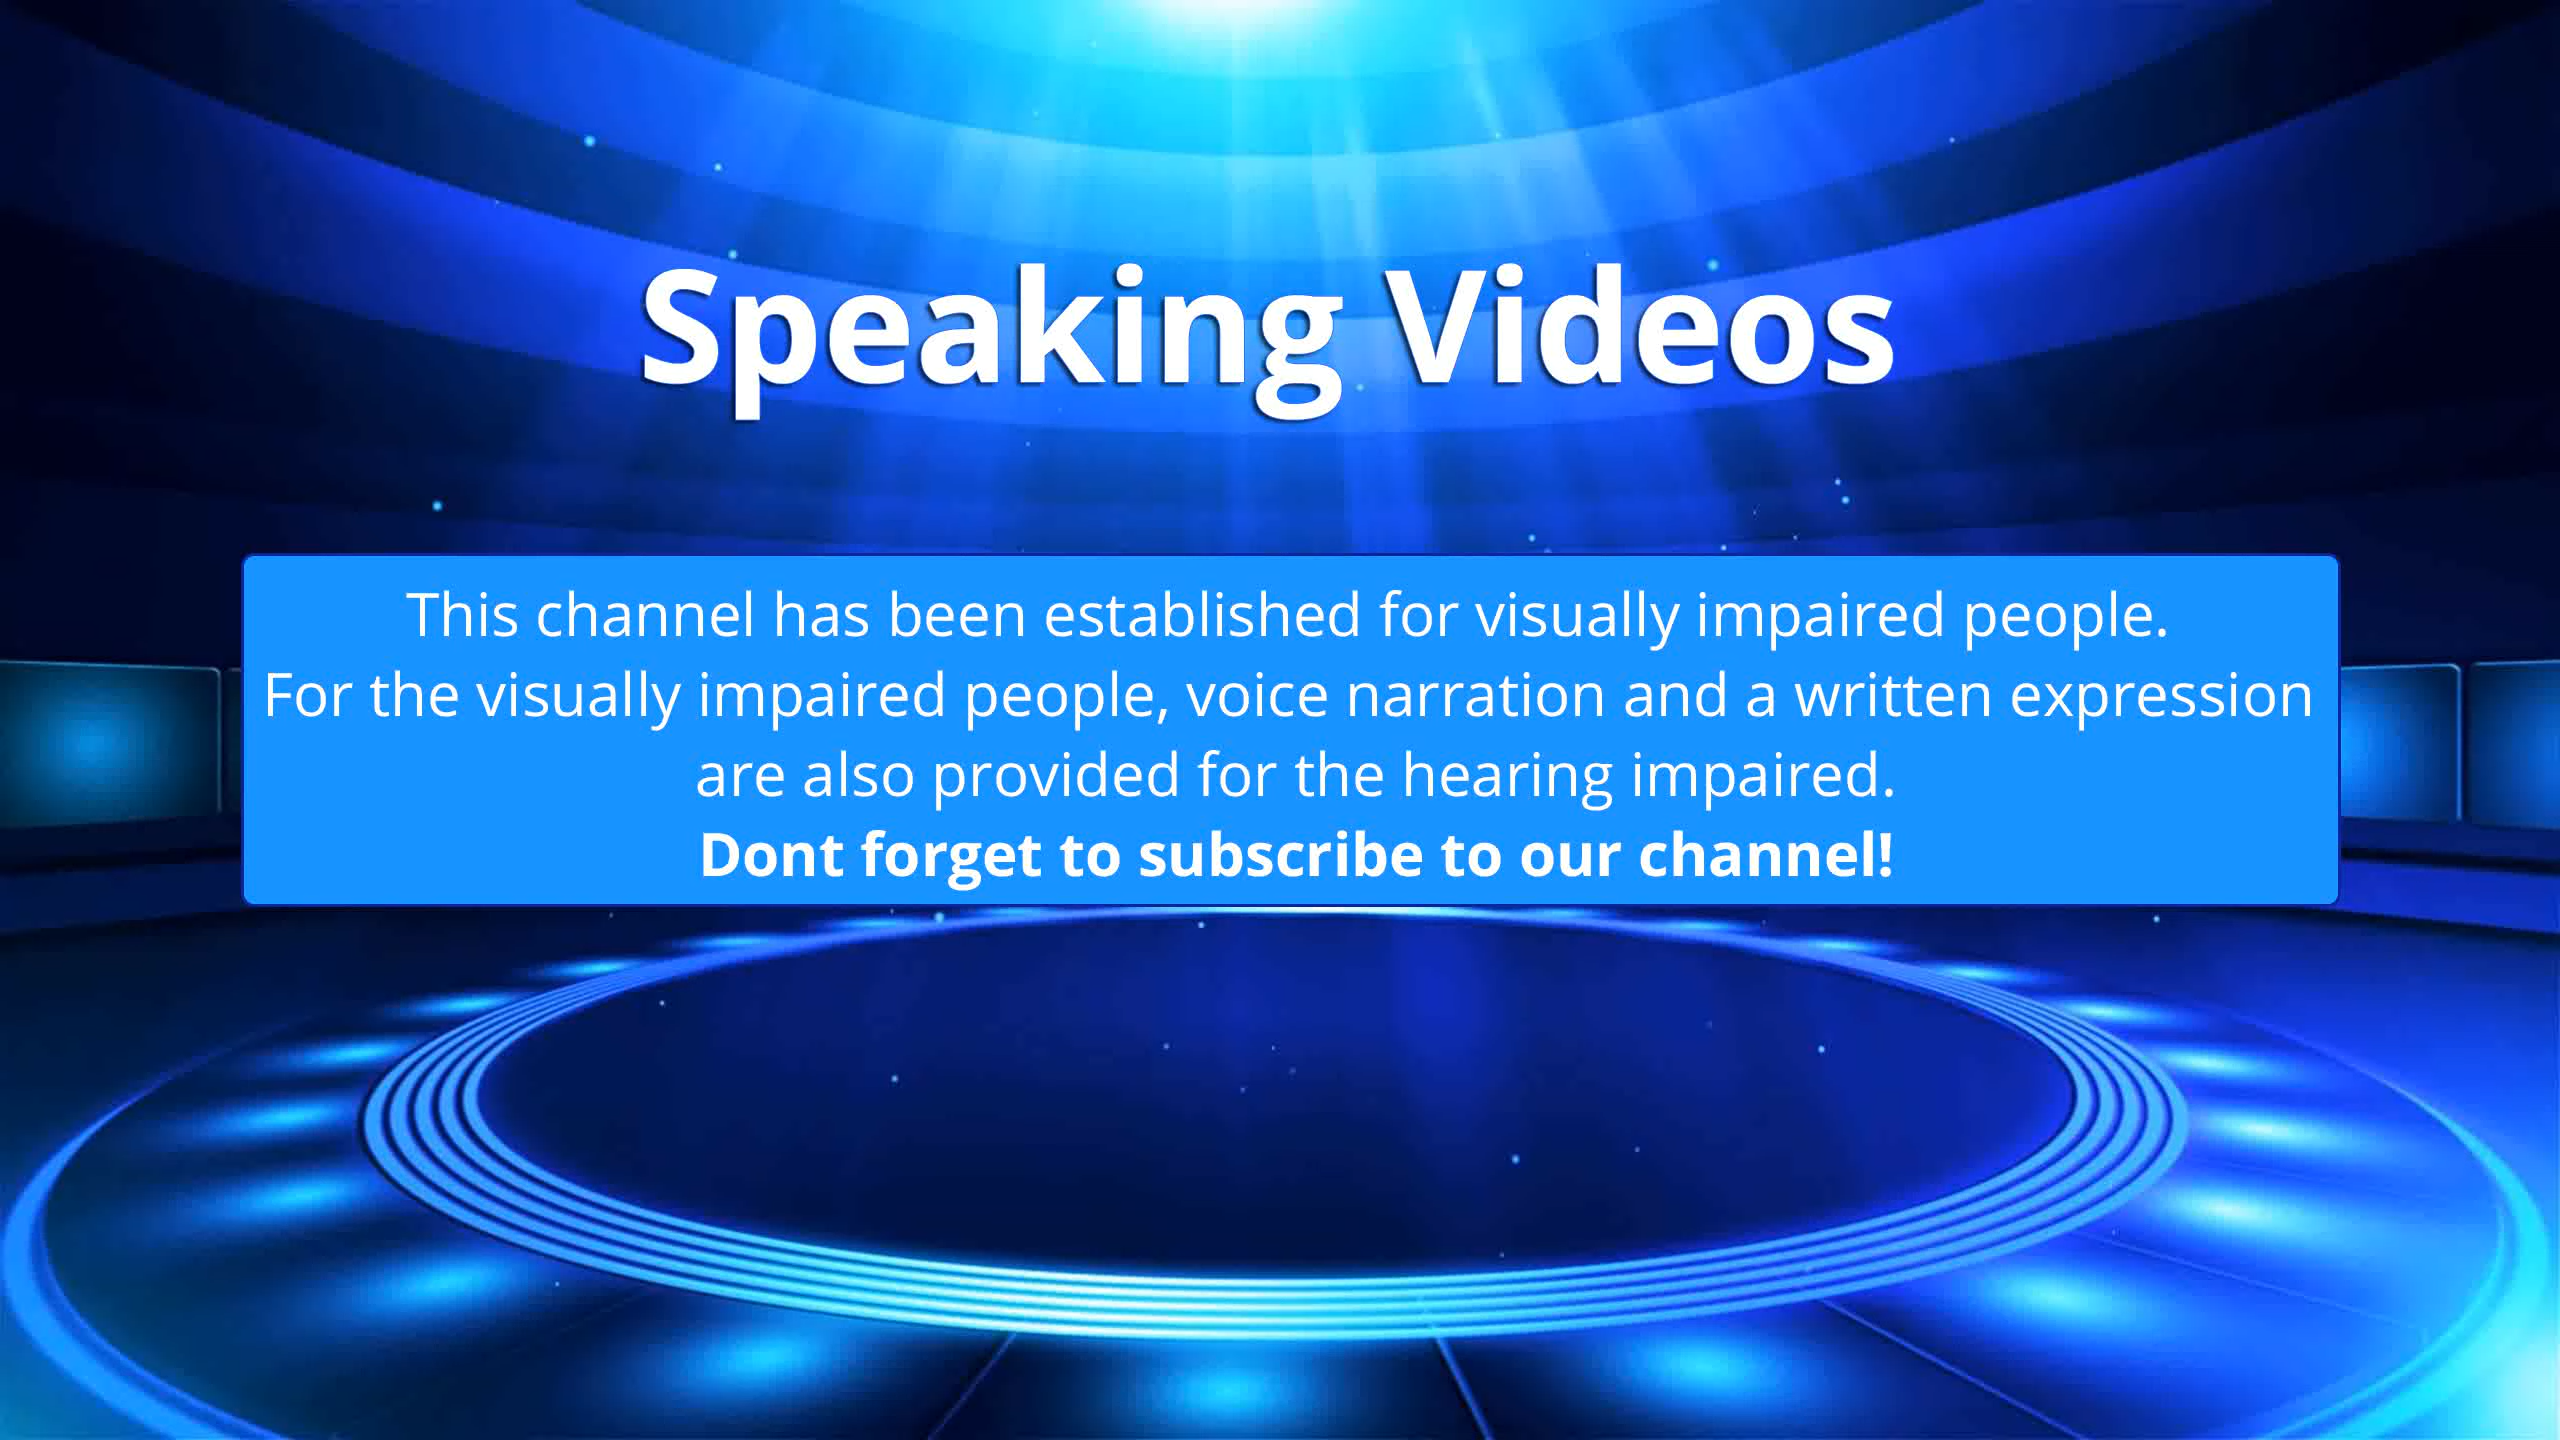 Speaking Videos
This channel has been established for visually impaired people.
For the visually impaired people, voice narration and a written expression
are also provided for the hearing impaired.
Dont forget to subscribe to our channel!